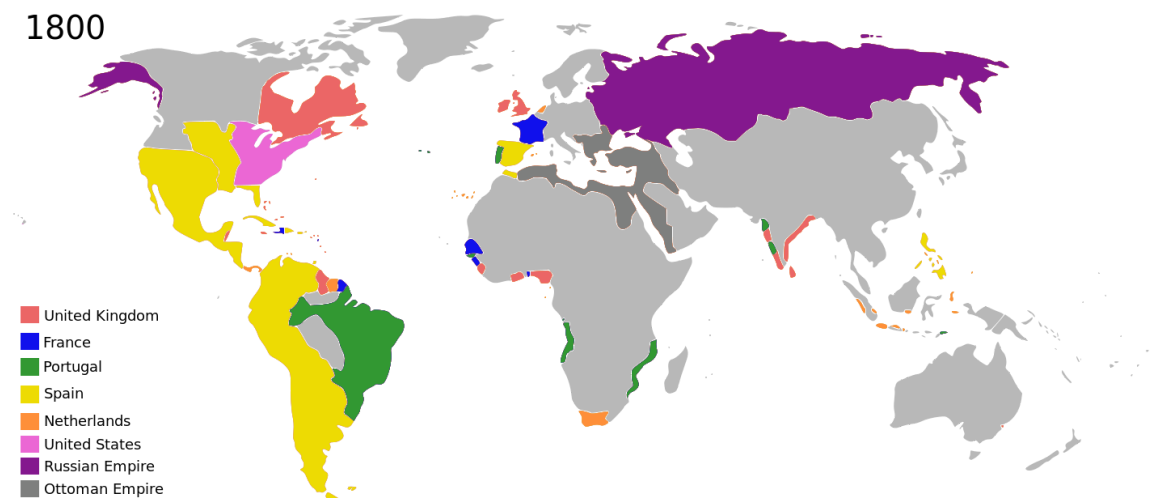 1800
United Kingdom
France
Portugal
Spain
Netherlands
United States
Russian Empire
Ottoman Empire